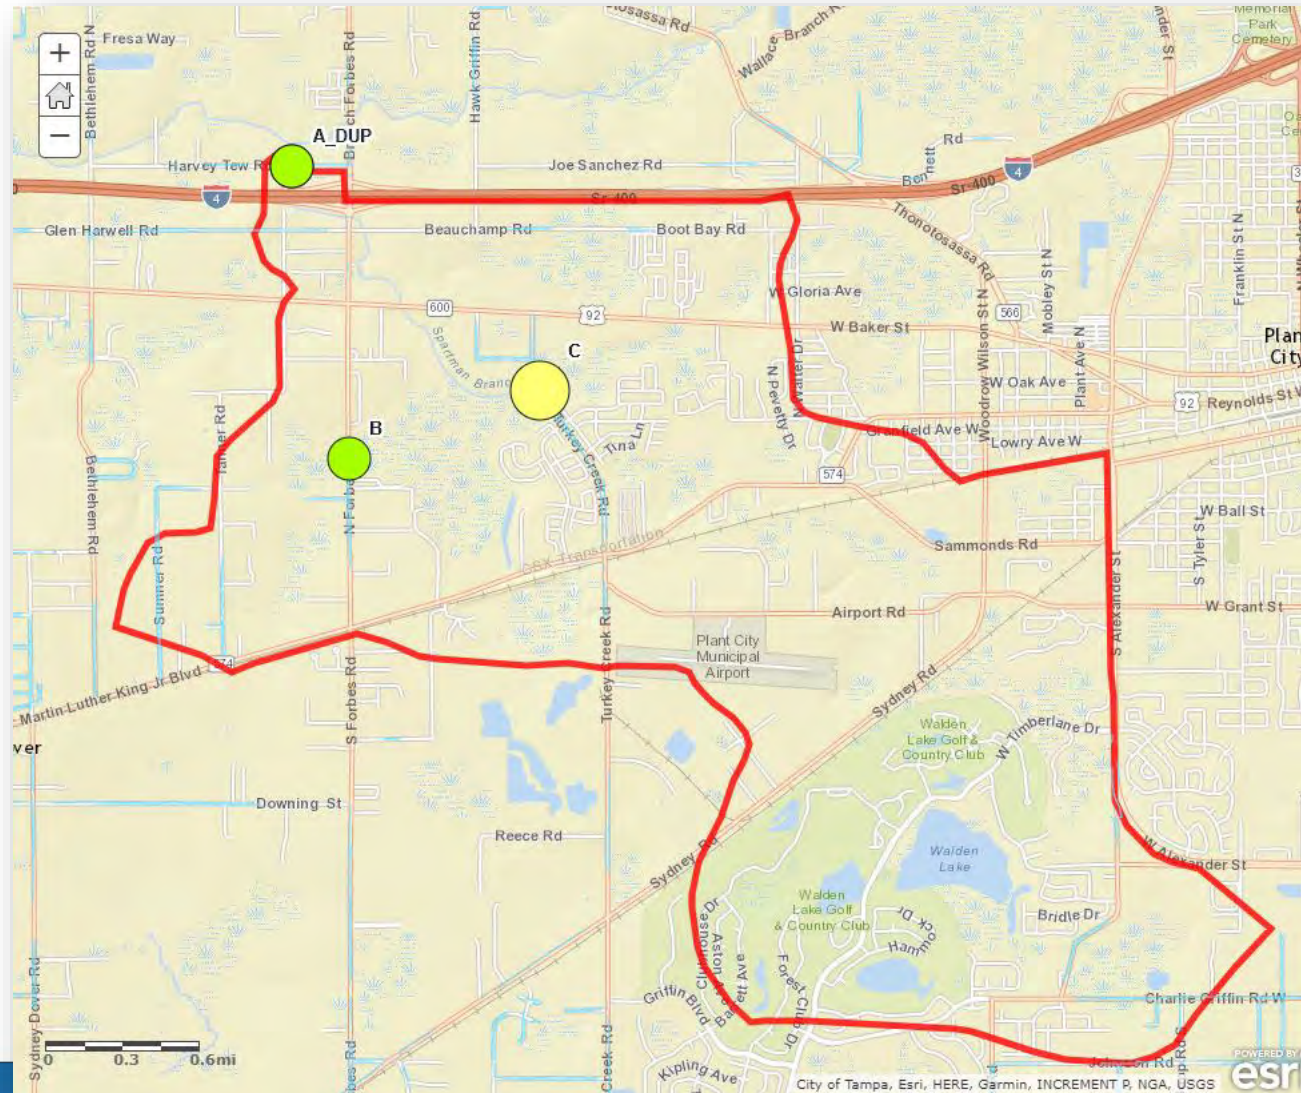 Memorial
Park
Cemetery
Fresa Way
Bethlehem Rd N
Hawk Griffin Rd
Wallace Branch
A_DUP
Harvey Tew
Joe Sanchez Rd
Bennett Rd
4
4
Sr 400
Sr 400
Glen Harwell Rd
Beauchamp Rd
Boot Bay Rd
Thonotosassa Rd
Franklin St N
W Gloria Ave
Mobley St N
600
92
566
W Baker St
Woodrow Wilson St N
Plant Ave N
C
Spartman Branc
N Walter Dr
N Pevetty Dr
W Oak Ave
92
Reynolds St
Tanner Rd
B
Turkey Creek Rd
Tina Ln
Granfield Ave W
Lowry Ave W
574
Bethlehem Rd
W Ball St
S Tyler St
CSX Transportation
Sammonds Rd
Sumner Rd
S Alexander St
Airport Rd
W Grant St
Plant City
Municipal
Airport
Turkey Creek Rd
574
Martin Luther King Jr Blvd
S Forbes Rd
Sydney Rd
Walden
Lake Golf &
Country Club
W Timberlane Dr
Downing St
Reece Rd
Sydney Rd
Walden
Lake
W Alexander St
Walden
Lake Golf
& Country Club
Bridle Dr
Hammock Dr
Clubhouse Dr
Aston Ave
Barrett Ave
Forest Club Dr
Griffin Blvd
Charlie Griffin Rd W
Sydney Dover Rd
Creek Rd
Johnson Rd
Kipling Ave
0 0.3 0.6mi
POWERED BY
esri
City of Tampa, Esri, HERE, Garmin, INCREMENT P, NGA, USGS